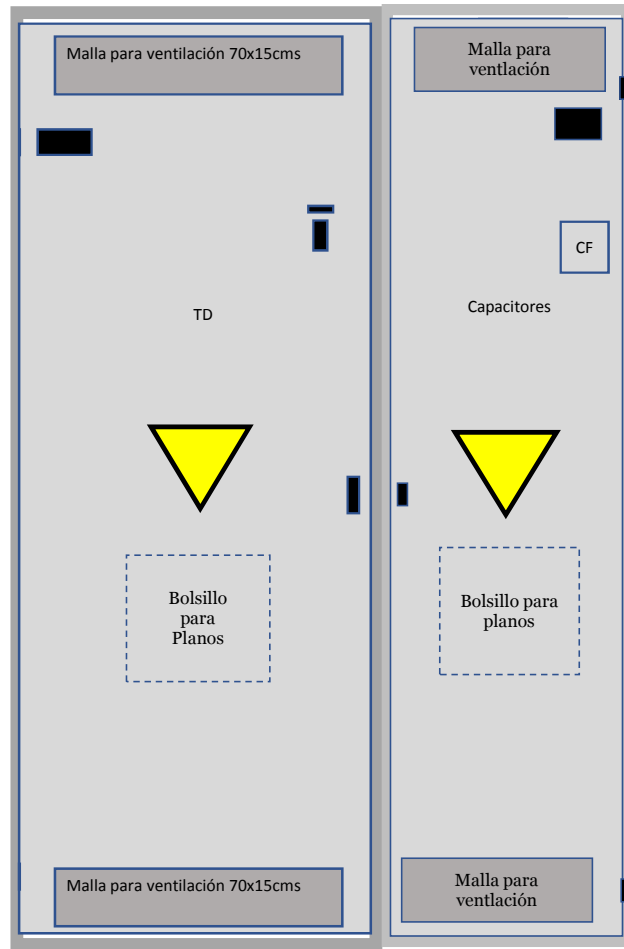 Malla para ventilación 70x15cms
TD
Bolsillo
para
Planos
Malla para ventilación 70x15cms
Malla para
ventlación
CF
Capacitores
Bolsillo para
planos
Malla para
ventilación